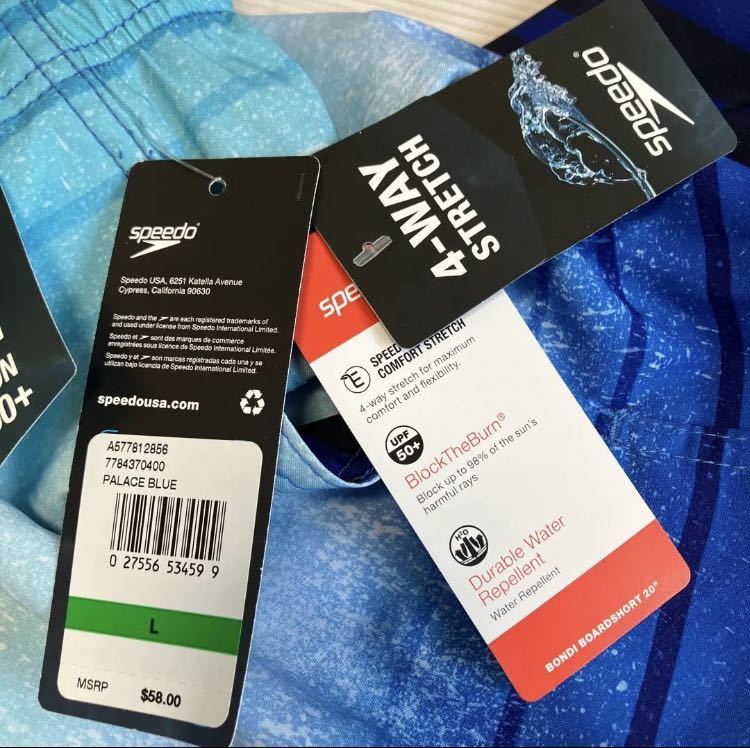 speedo
Speedo USA, 6251 Katella Avenue
Cypress, California 90630
Speedo and the are each registered trademarks of
and used under license from Speedo International Limited.
Speedo et sont des marques de commerce
enregistrées sous licence de Speedo International Limitée.
Speedo y et son marcas registradas cada una y se
utilizan bajo licencia de Speedo International Limited.
speedousa.com
A577812856
7784370400
PALACE BLUE
0 27556 53459 9
L
MSRP $58.00
speedo
4-WAY
STRETCH
spe
E
SPEED
COMFORT STRETCH
4-way stretch for maximum
comfort and flexibility.
UPF
50+
BlockTheBurn®
Block up to 98% of the sun's
harmful rays
H2O
Durable Water
Repellent
Water Repellent
BONDI BOARDSHORT 20"
ON
0+